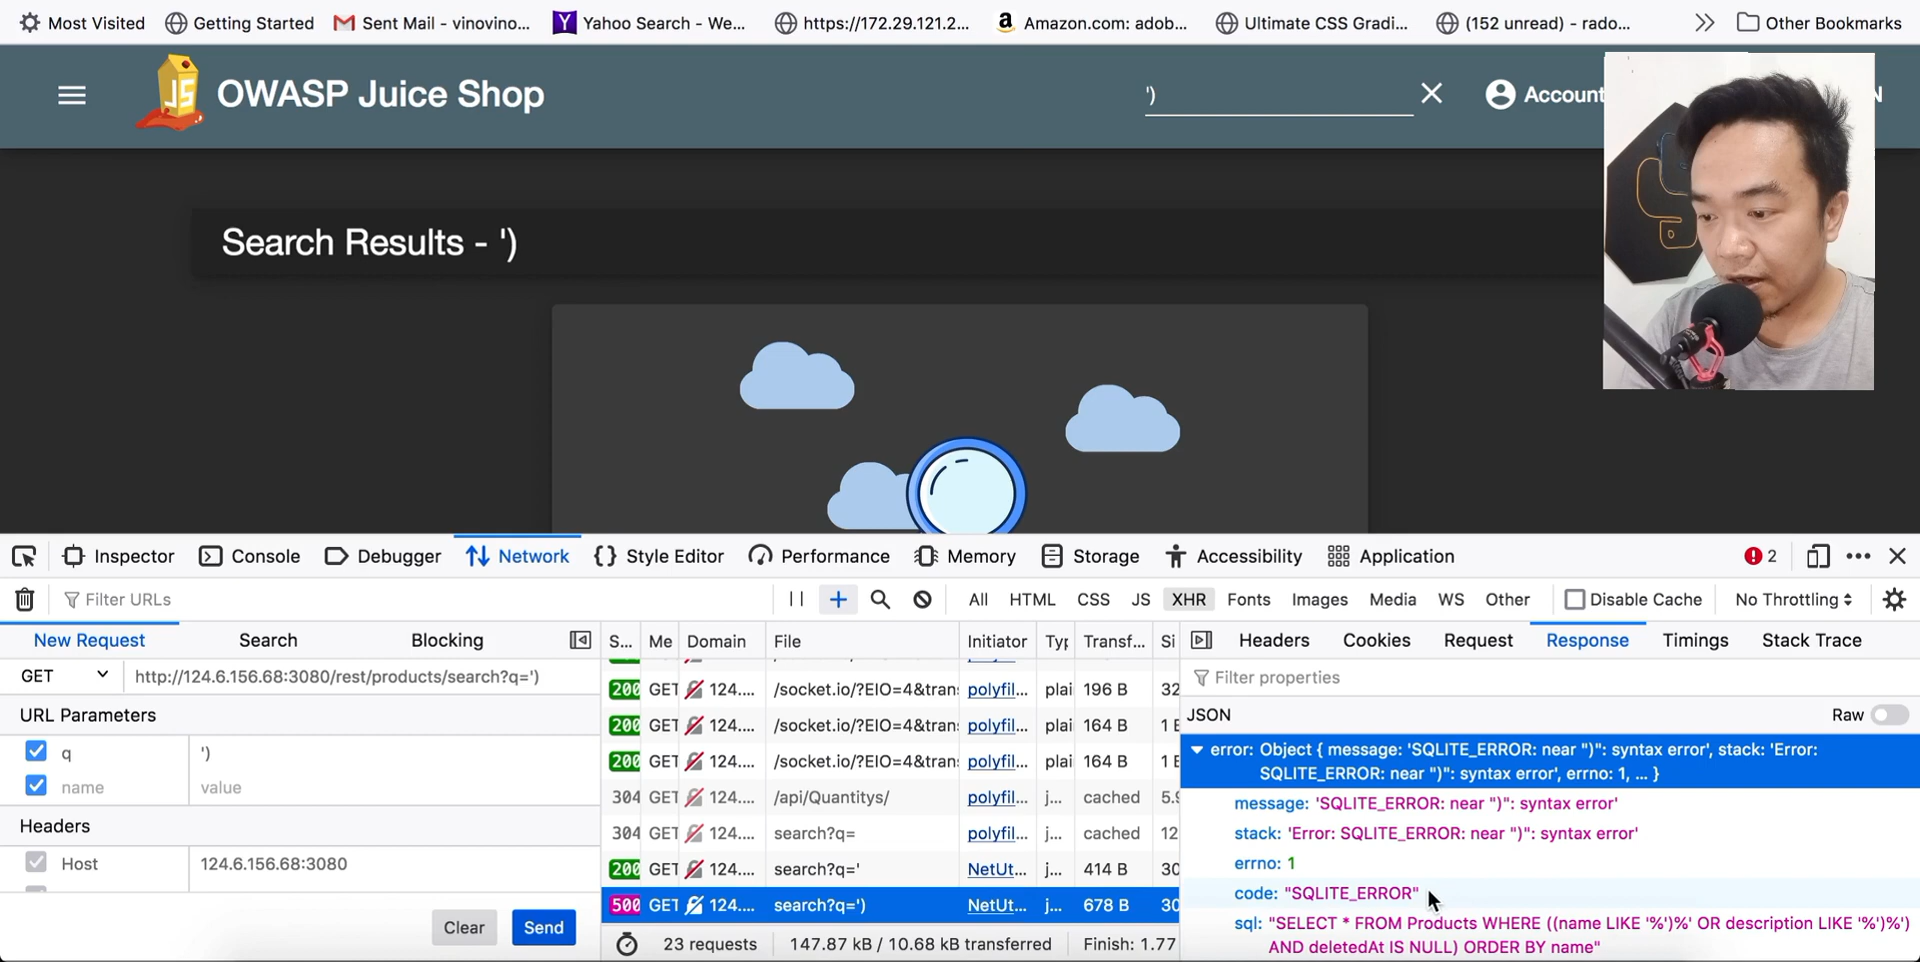 Most Visited Getting Started Sent Mail - vinovino... Yahoo Search - We... https://172.29.121.2... Amazon.com: adob... Ultimate CSS Gradi... (152 unread) - rado... Other Bookmarks
OWASP Juice Shop ') Account
Search Results - ')
Inspector Console Debugger Network Style Editor Performance Memory Storage Accessibility Application 2
Filter URLs All HTML CSS JS XHR Fonts Images Media WS Other Disable Cache No Throttling
New Request Search Blocking S... Me Domain File Initiator Typ Transf... Si Headers Cookies Request Response Timings Stack Trace
GET http://124.6.156.68:3080/rest/products/search?q=')
URL Parameters
q ')
name value
Headers
Host 124.6.156.68:3080
Clear Send
200 GET 124.... /socket.io/?EIO=4&tran: polyfil... plai 196 B 32
200 GET 124.... /socket.io/?EIO=4&tran: polyfil... plai 164 B 1 E
200 GET 124.... /socket.io/?EIO=4&tran: polyfil... plai 164 B 1 E
304 GET 124.... /api/Quantitys/ polyfil... j... cached 5.9
304 GET 124.... search?q= polyfil... j... cached 12
200 GET 124.... search?q=' NetUt... j... 414 B 30
500 GET 124.... search?q=') NetUt... j... 678 B 30
23 requests 147.87 kB / 10.68 kB transferred Finish: 1.77
Filter properties
JSON Raw
error: Object { message: 'SQLITE_ERROR: near ")": syntax error', stack: 'Error:
SQLITE_ERROR: near ")": syntax error', errno: 1, ... }
message: 'SQLITE_ERROR: near ")": syntax error'
stack: 'Error: SQLITE_ERROR: near ")": syntax error'
errno: 1
code: "SQLITE_ERROR"
sql: "SELECT * FROM Products WHERE ((name LIKE '%')%' OR description LIKE '%')%')
AND deletedAt IS NULL) ORDER BY name"